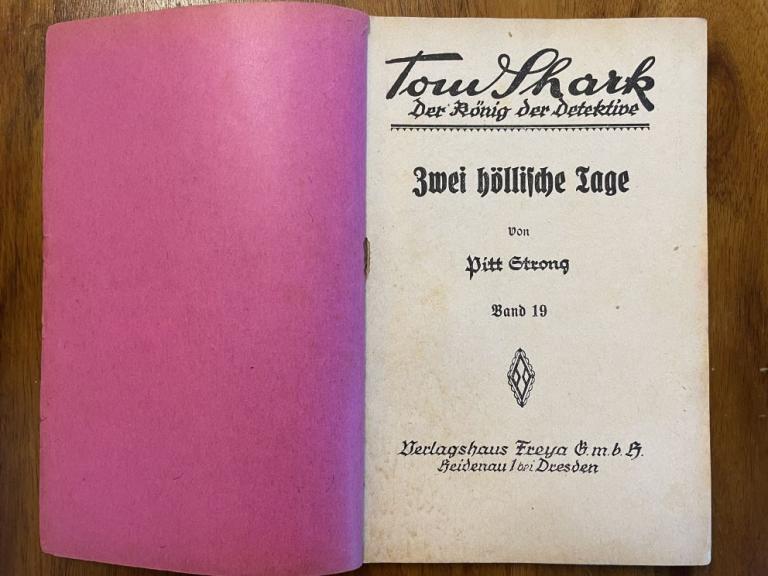 Tom Shark
Der König der Detektive
Zwei höllische Tage
von
Pitt Strong
Band 19
Verlagshaus Freya G.m.b.H.
Heidenau 1 bei Dresden